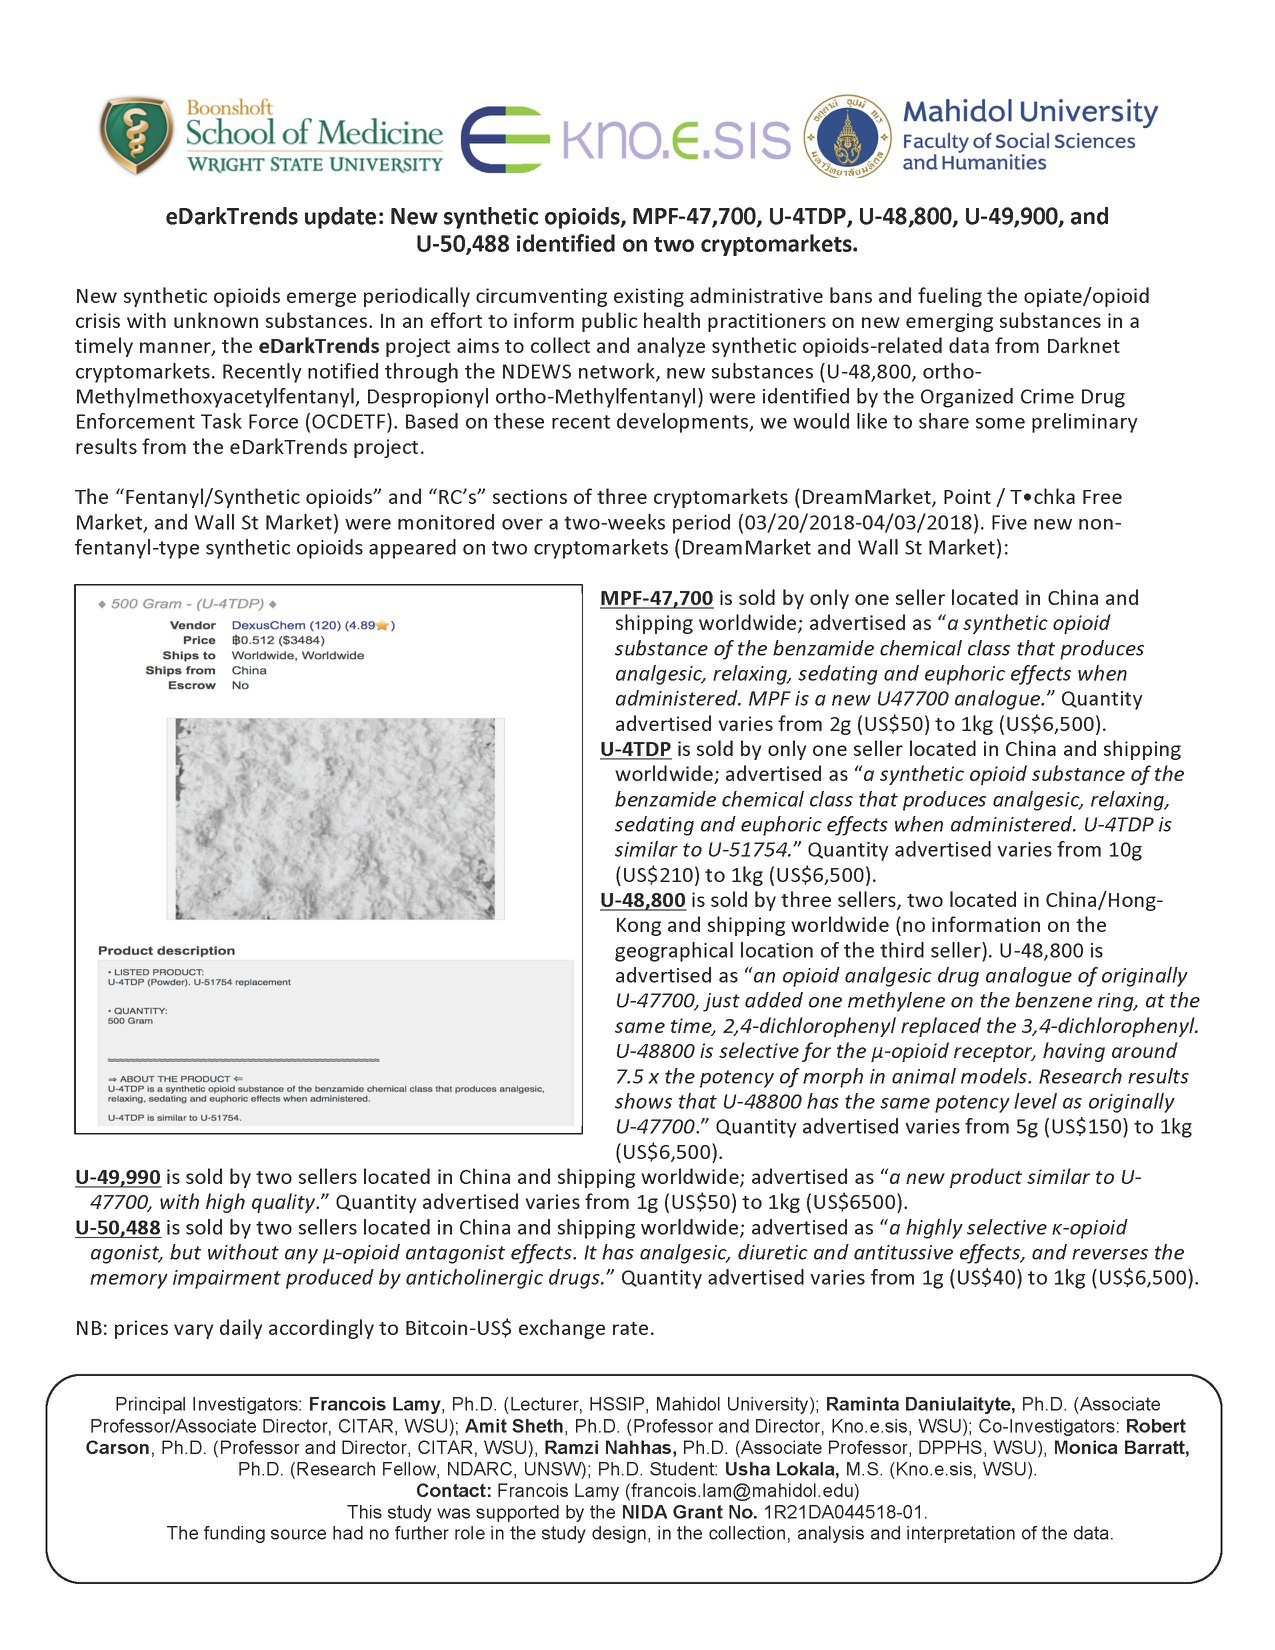 Boonshoft
School of Medicine
WRIGHT STATE UNIVERSITY
kno.e.sis
Mahidol University
Faculty of Social Sciences
and Humanities
eDarkTrends update: New synthetic opioids, MPF-47,700, U-4TDP, U-48,800, U-49,900, and
U-50,488 identified on two cryptomarkets.
New synthetic opioids emerge periodically circumventing existing administrative bans and fueling the opiate/opioid
crisis with unknown substances. In an effort to inform public health practitioners on new emerging substances in a
timely manner, the eDarkTrends project aims to collect and analyze synthetic opioids-related data from Darknet
cryptomarkets. Recently notified through the NDEWS network, new substances (U-48,800, ortho-
Methylmethoxyacetylfentanyl, Despropionyl ortho-Methylfentanyl) were identified by the Organized Crime Drug
Enforcement Task Force (OCDETF). Based on these recent developments, we would like to share some preliminary
results from the eDarkTrends project.
The “Fentanyl/Synthetic opioids” and “RC’s” sections of three cryptomarkets (DreamMarket, Point / T•chka Free
Market, and Wall St Market) were monitored over a two-weeks period (03/20/2018-04/03/2018). Five new non-
fentanyl-type synthetic opioids appeared on two cryptomarkets (DreamMarket and Wall St Market):
◆ 500 Gram - (U-4TDP) ◆
Vendor DexusChem (120) (4.89⭐)
Price ฿0.512 ($3484)
Ships to Worldwide, Worldwide
Ships from China
Escrow No
Product description
• LISTED PRODUCT:
U-4TDP (Powder). U-51754 replacement
• QUANTITY:
500 Gram
⇒ ABOUT THE PRODUCT ⇐
U-4TDP is a synthetic opioid substance of the benzamide chemical class that produces analgesic,
relaxing, sedating and euphoric effects when administered.
U-4TDP is similar to U-51754.
MPF-47,700 is sold by only one seller located in China and
shipping worldwide; advertised as “a synthetic opioid
substance of the benzamide chemical class that produces
analgesic, relaxing, sedating and euphoric effects when
administered. MPF is a new U47700 analogue.” Quantity
advertised varies from 2g (US$50) to 1kg (US$6,500).
U-4TDP is sold by only one seller located in China and shipping
worldwide; advertised as “a synthetic opioid substance of the
benzamide chemical class that produces analgesic, relaxing,
sedating and euphoric effects when administered. U-4TDP is
similar to U-51754.” Quantity advertised varies from 10g
(US$210) to 1kg (US$6,500).
U-48,800 is sold by three sellers, two located in China/Hong-
Kong and shipping worldwide (no information on the
geographical location of the third seller). U-48,800 is
advertised as “an opioid analgesic drug analogue of originally
U-47700, just added one methylene on the benzene ring, at the
same time, 2,4-dichlorophenyl replaced the 3,4-dichlorophenyl.
U-48800 is selective for the μ-opioid receptor, having around
7.5 x the potency of morph in animal models. Research results
shows that U-48800 has the same potency level as originally
U-47700.” Quantity advertised varies from 5g (US$150) to 1kg
(US$6,500).
U-49,990 is sold by two sellers located in China and shipping worldwide; advertised as “a new product similar to U-
47700, with high quality.” Quantity advertised varies from 1g (US$50) to 1kg (US$6500).
U-50,488 is sold by two sellers located in China and shipping worldwide; advertised as “a highly selective κ-opioid
agonist, but without any μ-opioid antagonist effects. It has analgesic, diuretic and antitussive effects, and reverses the
memory impairment produced by anticholinergic drugs.” Quantity advertised varies from 1g (US$40) to 1kg (US$6,500).
NB: prices vary daily accordingly to Bitcoin-US$ exchange rate.
Principal Investigators: Francois Lamy, Ph.D. (Lecturer, HSSIP, Mahidol University); Raminta Daniulaityte, Ph.D. (Associate
Professor/Associate Director, CITAR, WSU); Amit Sheth, Ph.D. (Professor and Director, Kno.e.sis, WSU); Co-Investigators: Robert
Carson, Ph.D. (Professor and Director, CITAR, WSU), Ramzi Nahhas, Ph.D. (Associate Professor, DPPHS, WSU), Monica Barratt,
Ph.D. (Research Fellow, NDARC, UNSW); Ph.D. Student: Usha Lokala, M.S. (Kno.e.sis, WSU).
Contact: Francois Lamy (francois.lam@mahidol.edu)
This study was supported by the NIDA Grant No. 1R21DA044518-01.
The funding source had no further role in the study design, in the collection, analysis and interpretation of the data.